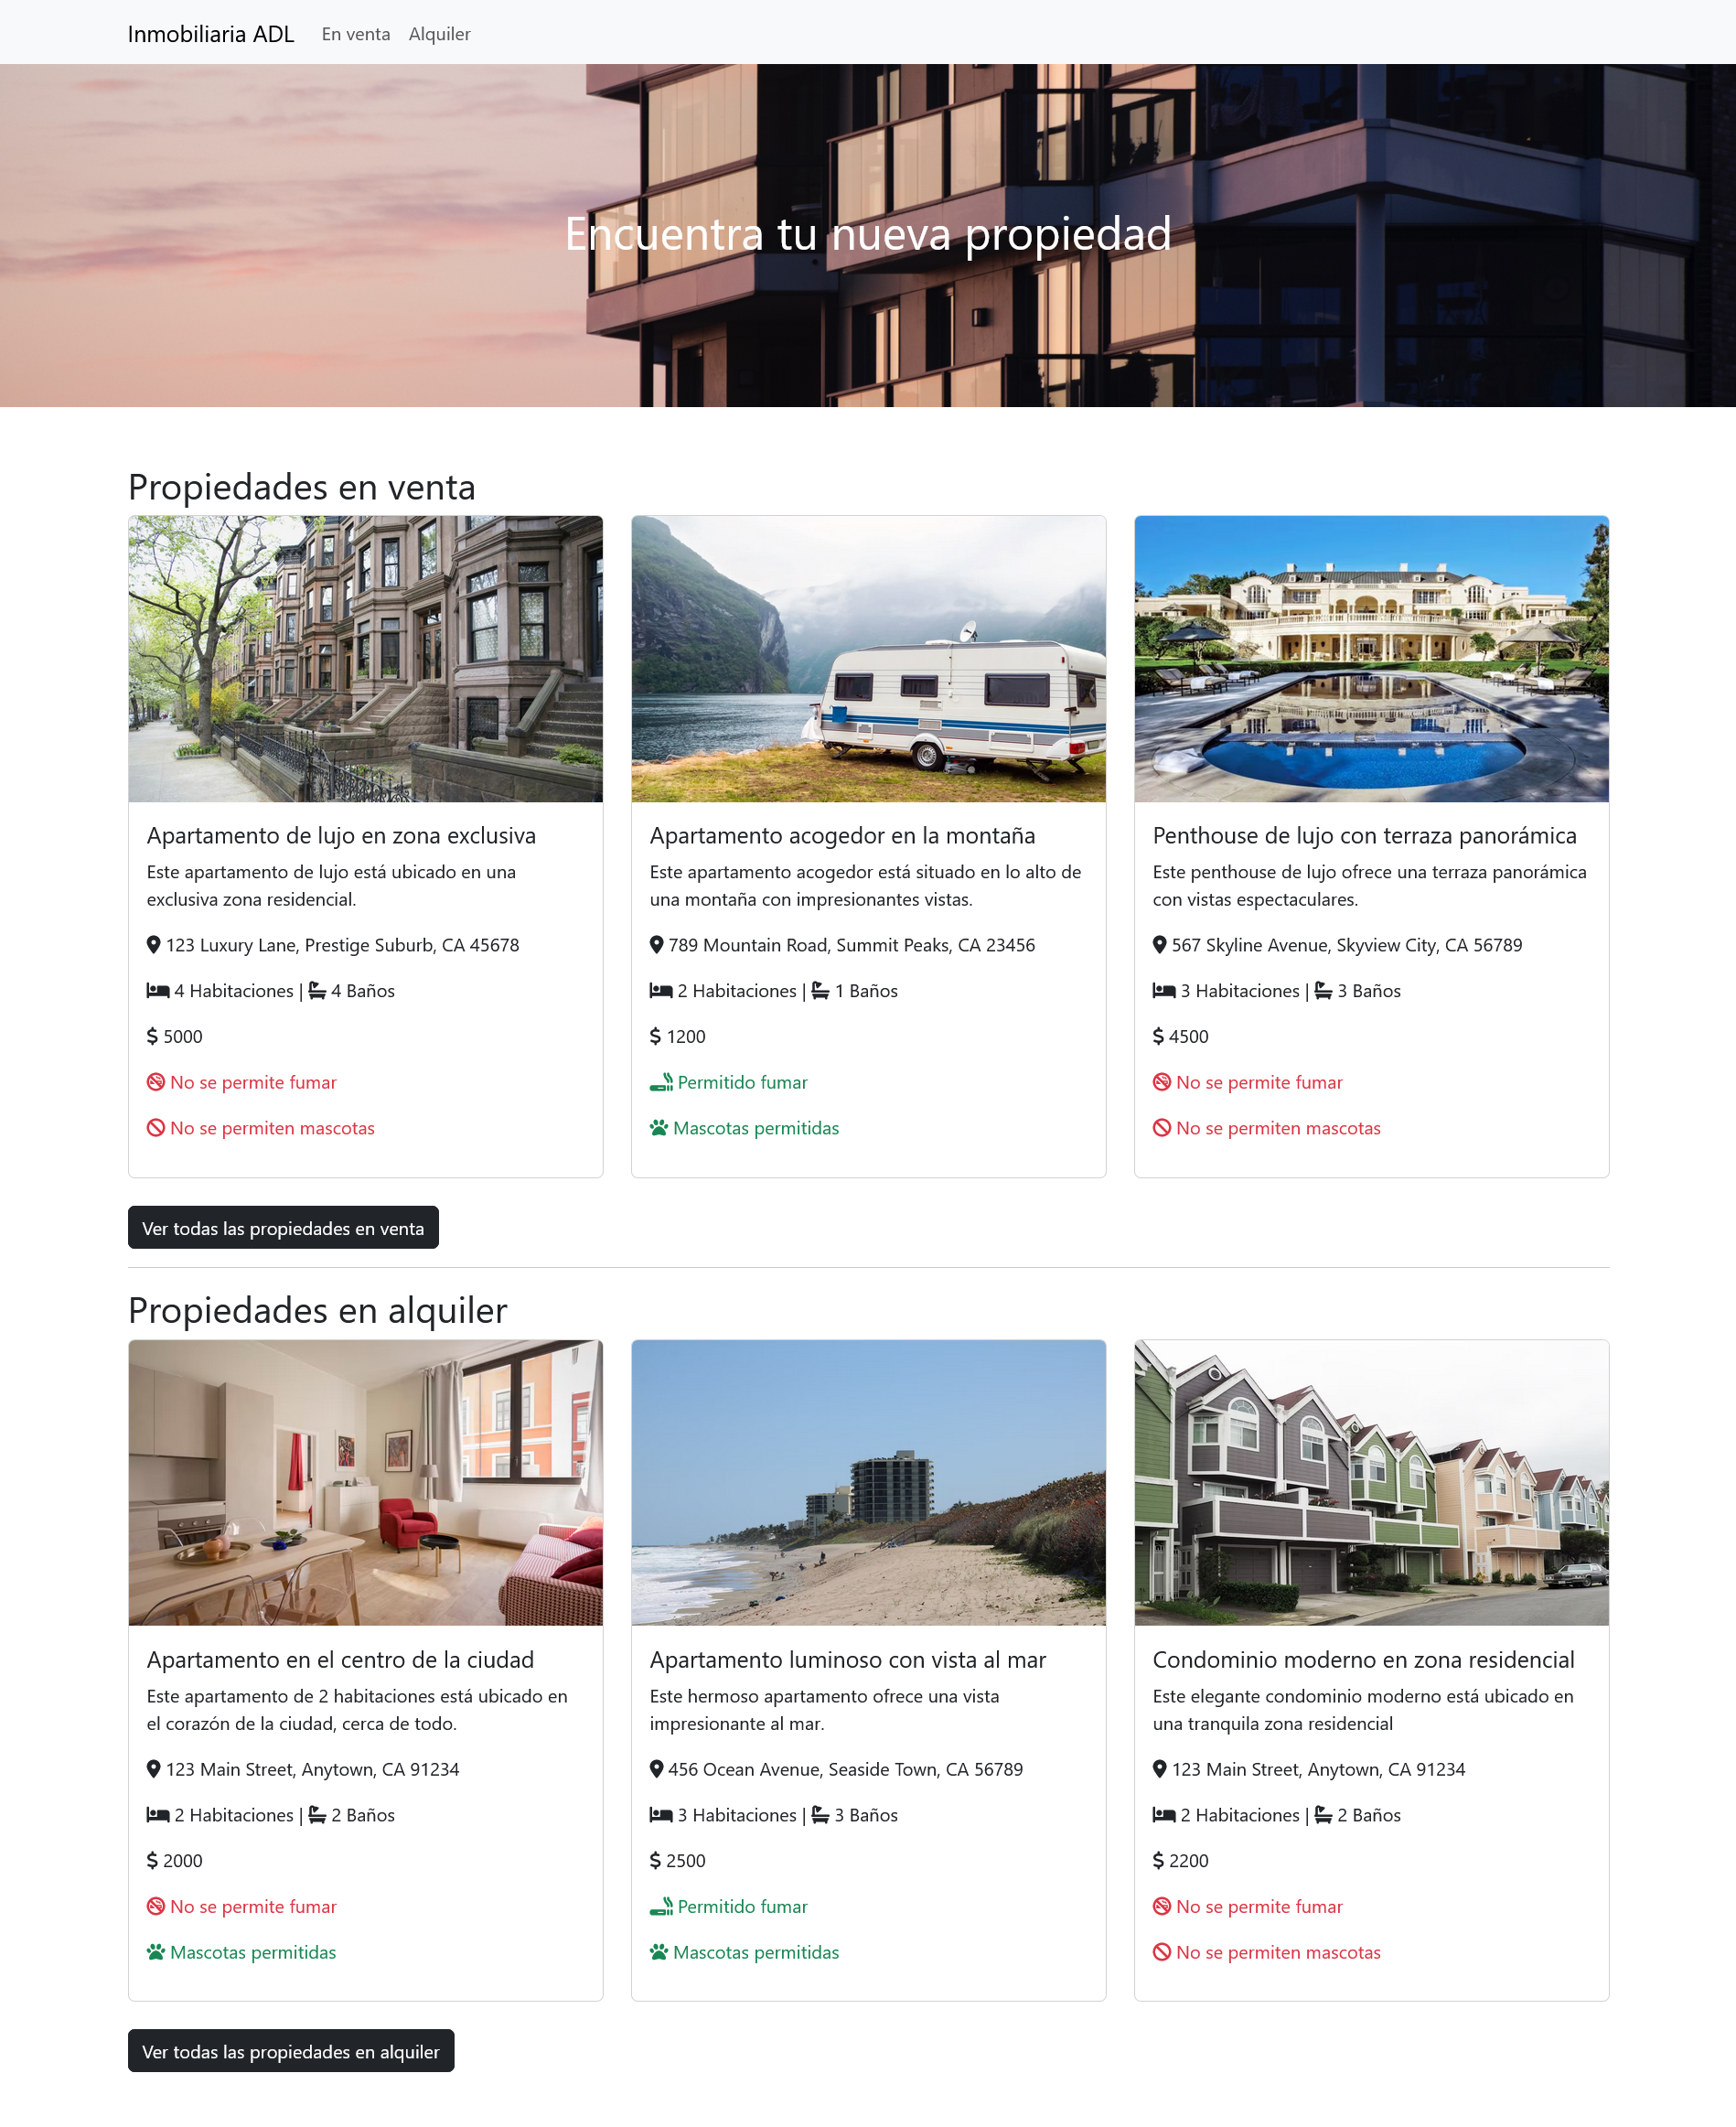 Inmobiliaria ADL
En venta
Alquiler
Encuentra tu nueva propiedad
Propiedades en venta
Apartamento de lujo en zona exclusiva
Este apartamento de lujo está ubicado en una
exclusiva zona residencial.
123 Luxury Lane, Prestige Suburb, CA 45678
4 Habitaciones | 4 Baños
$ 5000
No se permite fumar
No se permiten mascotas
Apartamento acogedor en la montaña
Este apartamento acogedor está situado en lo alto de
una montaña con impresionantes vistas.
789 Mountain Road, Summit Peaks, CA 23456
2 Habitaciones | 1 Baños
$ 1200
Permitido fumar
Mascotas permitidas
Penthouse de lujo con terraza panorámica
Este penthouse de lujo ofrece una terraza panorámica
con vistas espectaculares.
567 Skyline Avenue, Skyview City, CA 56789
3 Habitaciones | 3 Baños
$ 4500
No se permite fumar
No se permiten mascotas
Ver todas las propiedades en venta
Propiedades en alquiler
Apartamento en el centro de la ciudad
Este apartamento de 2 habitaciones está ubicado en
el corazón de la ciudad, cerca de todo.
123 Main Street, Anytown, CA 91234
2 Habitaciones | 2 Baños
$ 2000
No se permite fumar
Mascotas permitidas
Apartamento luminoso con vista al mar
Este hermoso apartamento ofrece una vista
impresionante al mar.
456 Ocean Avenue, Seaside Town, CA 56789
3 Habitaciones | 3 Baños
$ 2500
Permitido fumar
Mascotas permitidas
Condominio moderno en zona residencial
Este elegante condominio moderno está ubicado en
una tranquila zona residencial
123 Main Street, Anytown, CA 91234
2 Habitaciones | 2 Baños
$ 2200
No se permite fumar
No se permiten mascotas
Ver todas las propiedades en alquiler